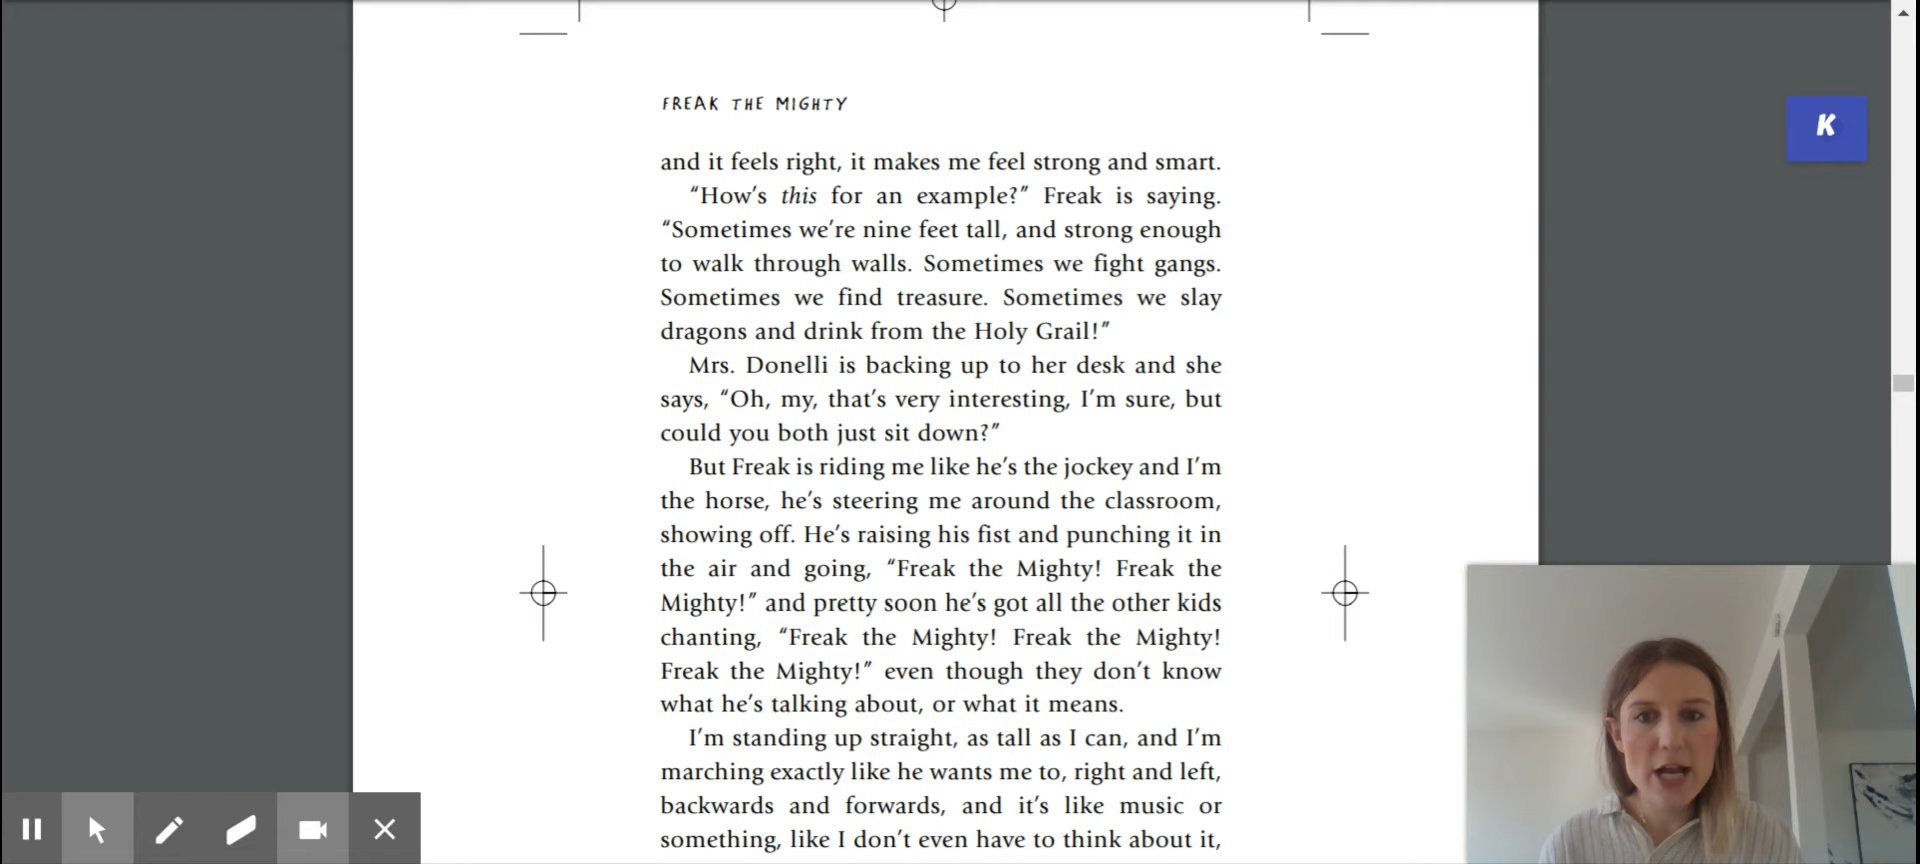 FREAK THE MIGHTY
K
and it feels right, it makes me feel strong and smart.
“How’s this for an example?” Freak is saying.
“Sometimes we’re nine feet tall, and strong enough
to walk through walls. Sometimes we fight gangs.
Sometimes we find treasure. Sometimes we slay
dragons and drink from the Holy Grail!”
Mrs. Donelli is backing up to her desk and she
says, “Oh, my, that’s very interesting, I’m sure, but
could you both just sit down?”
But Freak is riding me like he’s the jockey and I’m
the horse, he’s steering me around the classroom,
showing off. He’s raising his fist and punching it in
the air and going, “Freak the Mighty! Freak the
Mighty!” and pretty soon he’s got all the other kids
chanting, “Freak the Mighty! Freak the Mighty!
Freak the Mighty!” even though they don’t know
what he’s talking about, or what it means.
I’m standing up straight, as tall as I can, and I’m
marching exactly like he wants me to, right and left,
backwards and forwards, and it’s like music or
something, like I don’t even have to think about it,